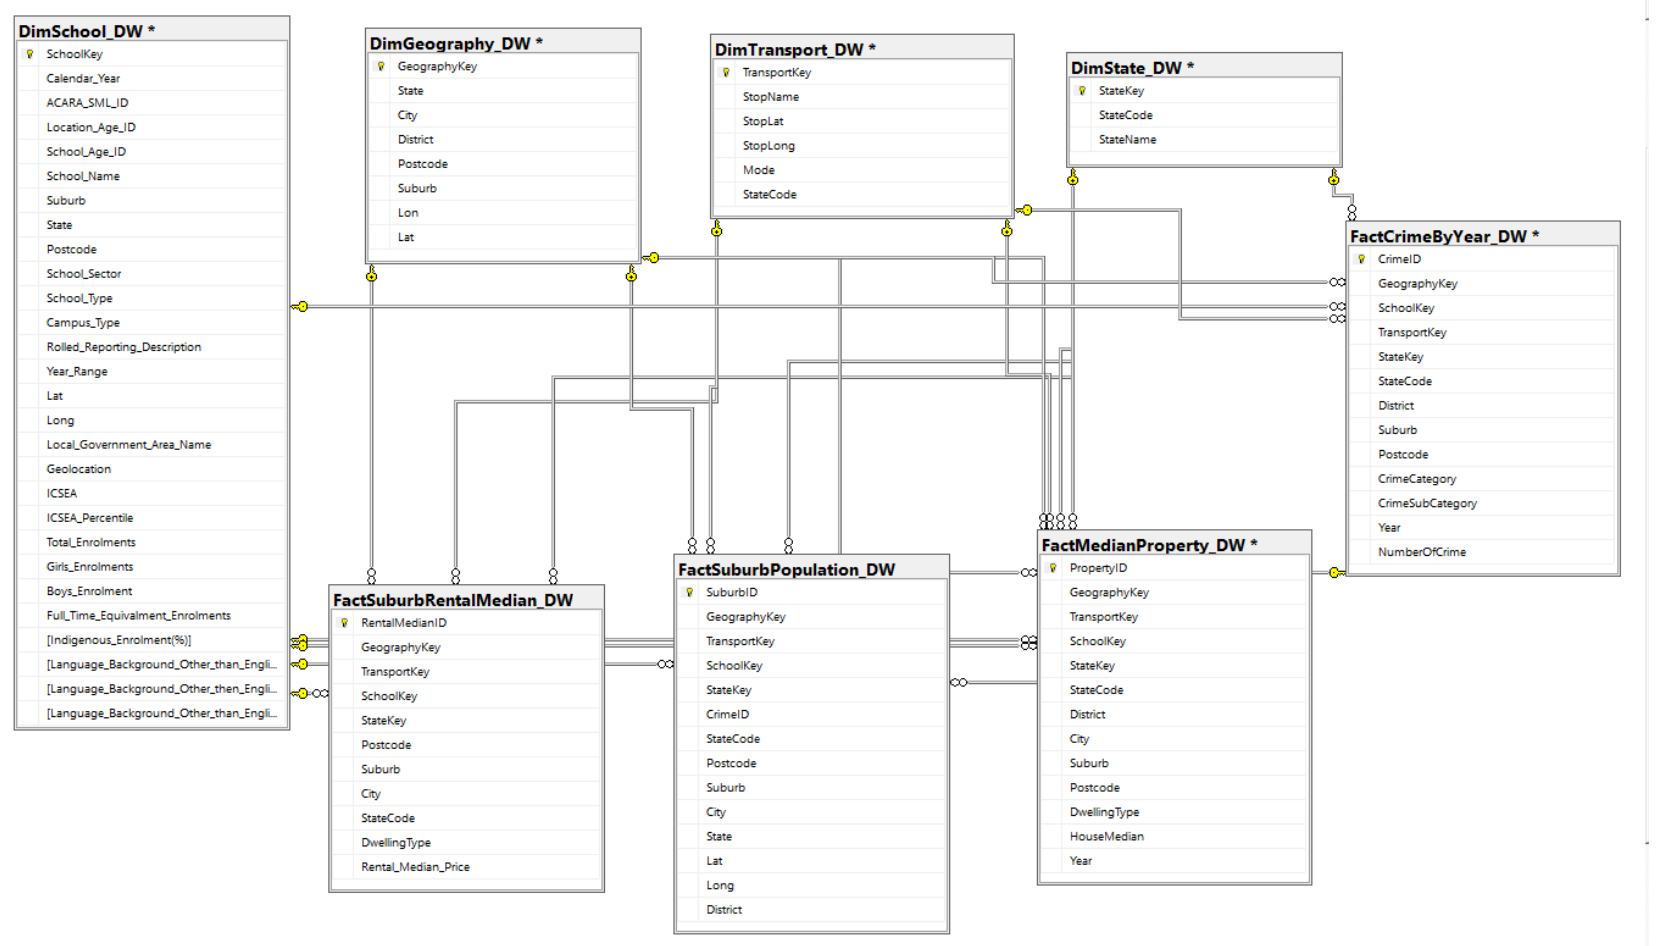 DimSchool_DW *
SchoolKey
Calendar_Year
ACARA_SML_ID
Location_Age_ID
School_Age_ID
School_Name
Suburb
State
Postcode
School_Sector
School_Type
Campus_Type
Rolled_Reporting_Description
Year_Range
Lat
Long
Local_Government_Area_Name
Geolocation
ICSEA
ICSEA_Percentile
Total_Enrolments
Girls_Enrolments
Boys_Enrolment
Full_Time_Equivalment_Enrolments
[Indigenous_Enrolment(%)]
[Language_Background_Other_than_Engli...
[Language_Background_Other_than_Engli...
[Language_Background_Other_than_Engli...
DimGeography_DW *
GeographyKey
State
City
District
Postcode
Suburb
Lon
Lat
DimTransport_DW *
TransportKey
StopName
StopLat
StopLong
Mode
StateCode
DimState_DW *
StateKey
StateCode
StateName
FactCrimeByYear_DW *
CrimeID
GeographyKey
SchoolKey
TransportKey
StateKey
StateCode
District
Suburb
Postcode
CrimeCategory
CrimeSubCategory
Year
NumberOfCrime
FactSuburbRentalMedian_DW
RentalMedianID
GeographyKey
TransportKey
SchoolKey
StateKey
Postcode
Suburb
City
StateCode
DwellingType
Rental_Median_Price
FactSuburbPopulation_DW
SuburbID
GeographyKey
TransportKey
SchoolKey
StateKey
CrimeID
StateCode
Postcode
Suburb
City
State
Lat
Long
District
FactMedianProperty_DW *
PropertyID
GeographyKey
TransportKey
SchoolKey
StateKey
StateCode
District
City
Suburb
Postcode
DwellingType
HouseMedian
Year